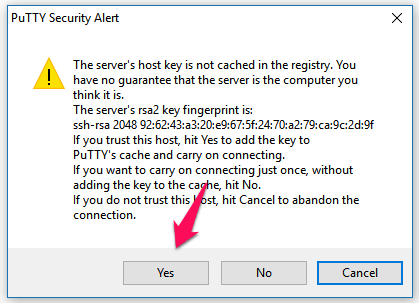 PuTTY Security Alert
The server's host key is not cached in the registry. You
have no guarantee that the server is the computer you
think it is.
The server's rsa2 key fingerprint is:
ssh-rsa 2048 92:62:43:a3:20:e9:67:5f:24:70:a2:79:ca:9c:2d:9f
If you trust this host, hit Yes to add the key to
PuTTY's cache and carry on connecting.
If you want to carry on connecting just once, without
adding the key to the cache, hit No.
If you do not trust this host, hit Cancel to abandon the
connection.
Yes No Cancel